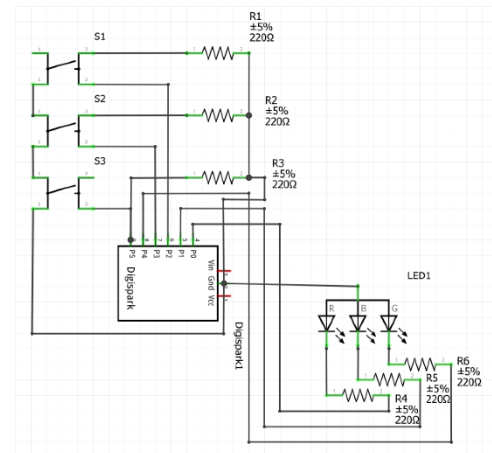 R1
±5%
220Ω
S1
R2
±5%
220Ω
S2
R3
±5%
220Ω
S3
P5
P4
P3
P2
P1
P0
Digispark
Vin
Gnd
Vcc
Digispark1
LED1
R
B
G
R6
±5%
220Ω
R5
±5%
220Ω
R4
±5%
220Ω